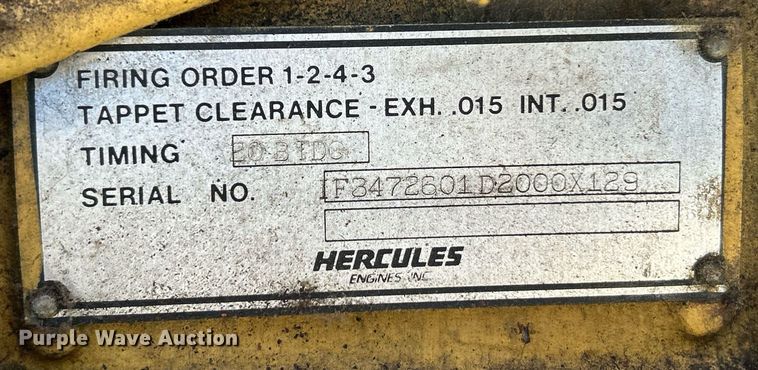 FIRING ORDER 1-2-4-3
TAPPET CLEARANCE - EXH. .015 INT. .015
TIMING 20 BTDC
SERIAL NO. IF3472601D2000X129
HERCULES
ENGINES, INC.
Purple Wave Auction